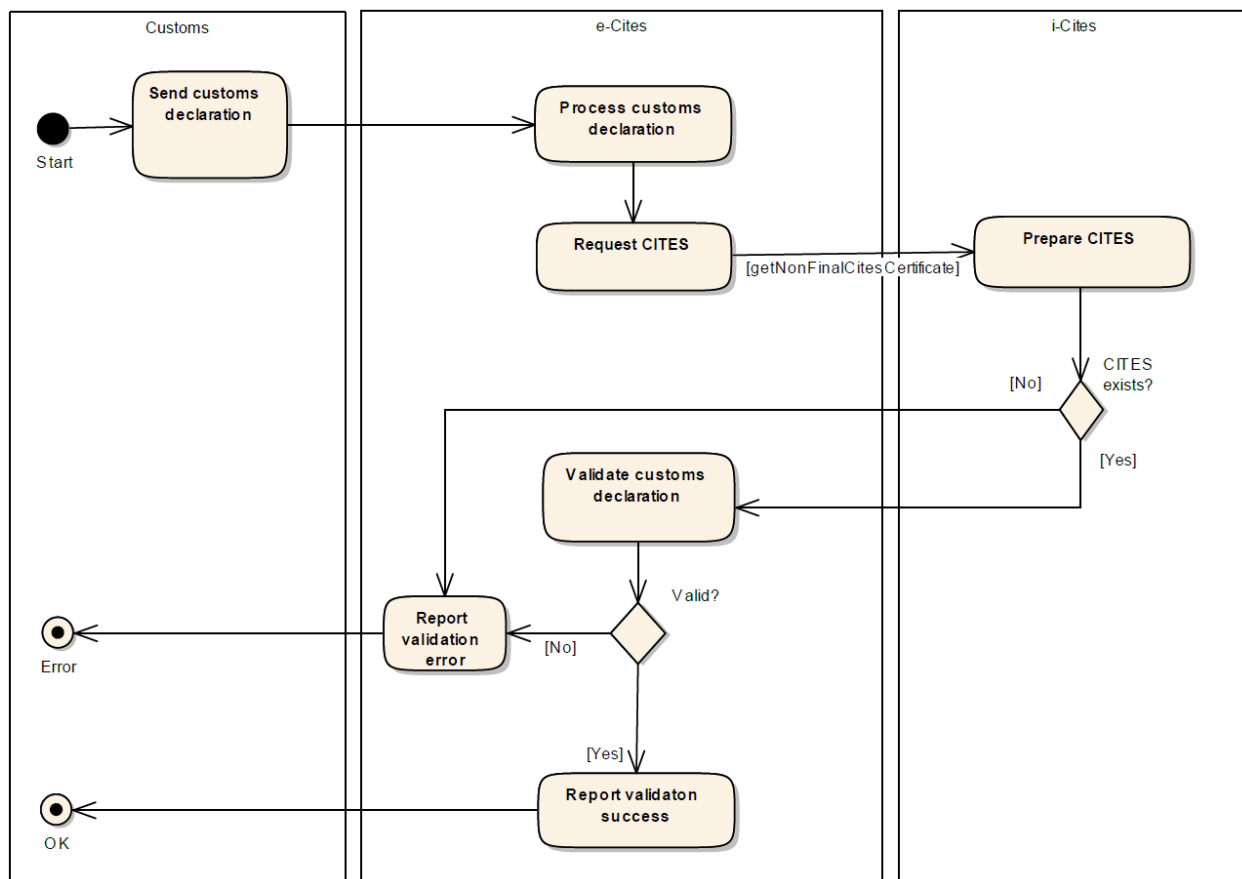 Customs
e-Cites
i-Cites
Send customs
declaration
Process customs
declaration
Start
Request CITES
Prepare CITES
[getNonFinalCitesCertificate]
CITES
exists?
[No]
[Yes]
Validate customs
declaration
Valid?
Report
validation
error
[No]
Error
[Yes]
Report validaton
success
OK